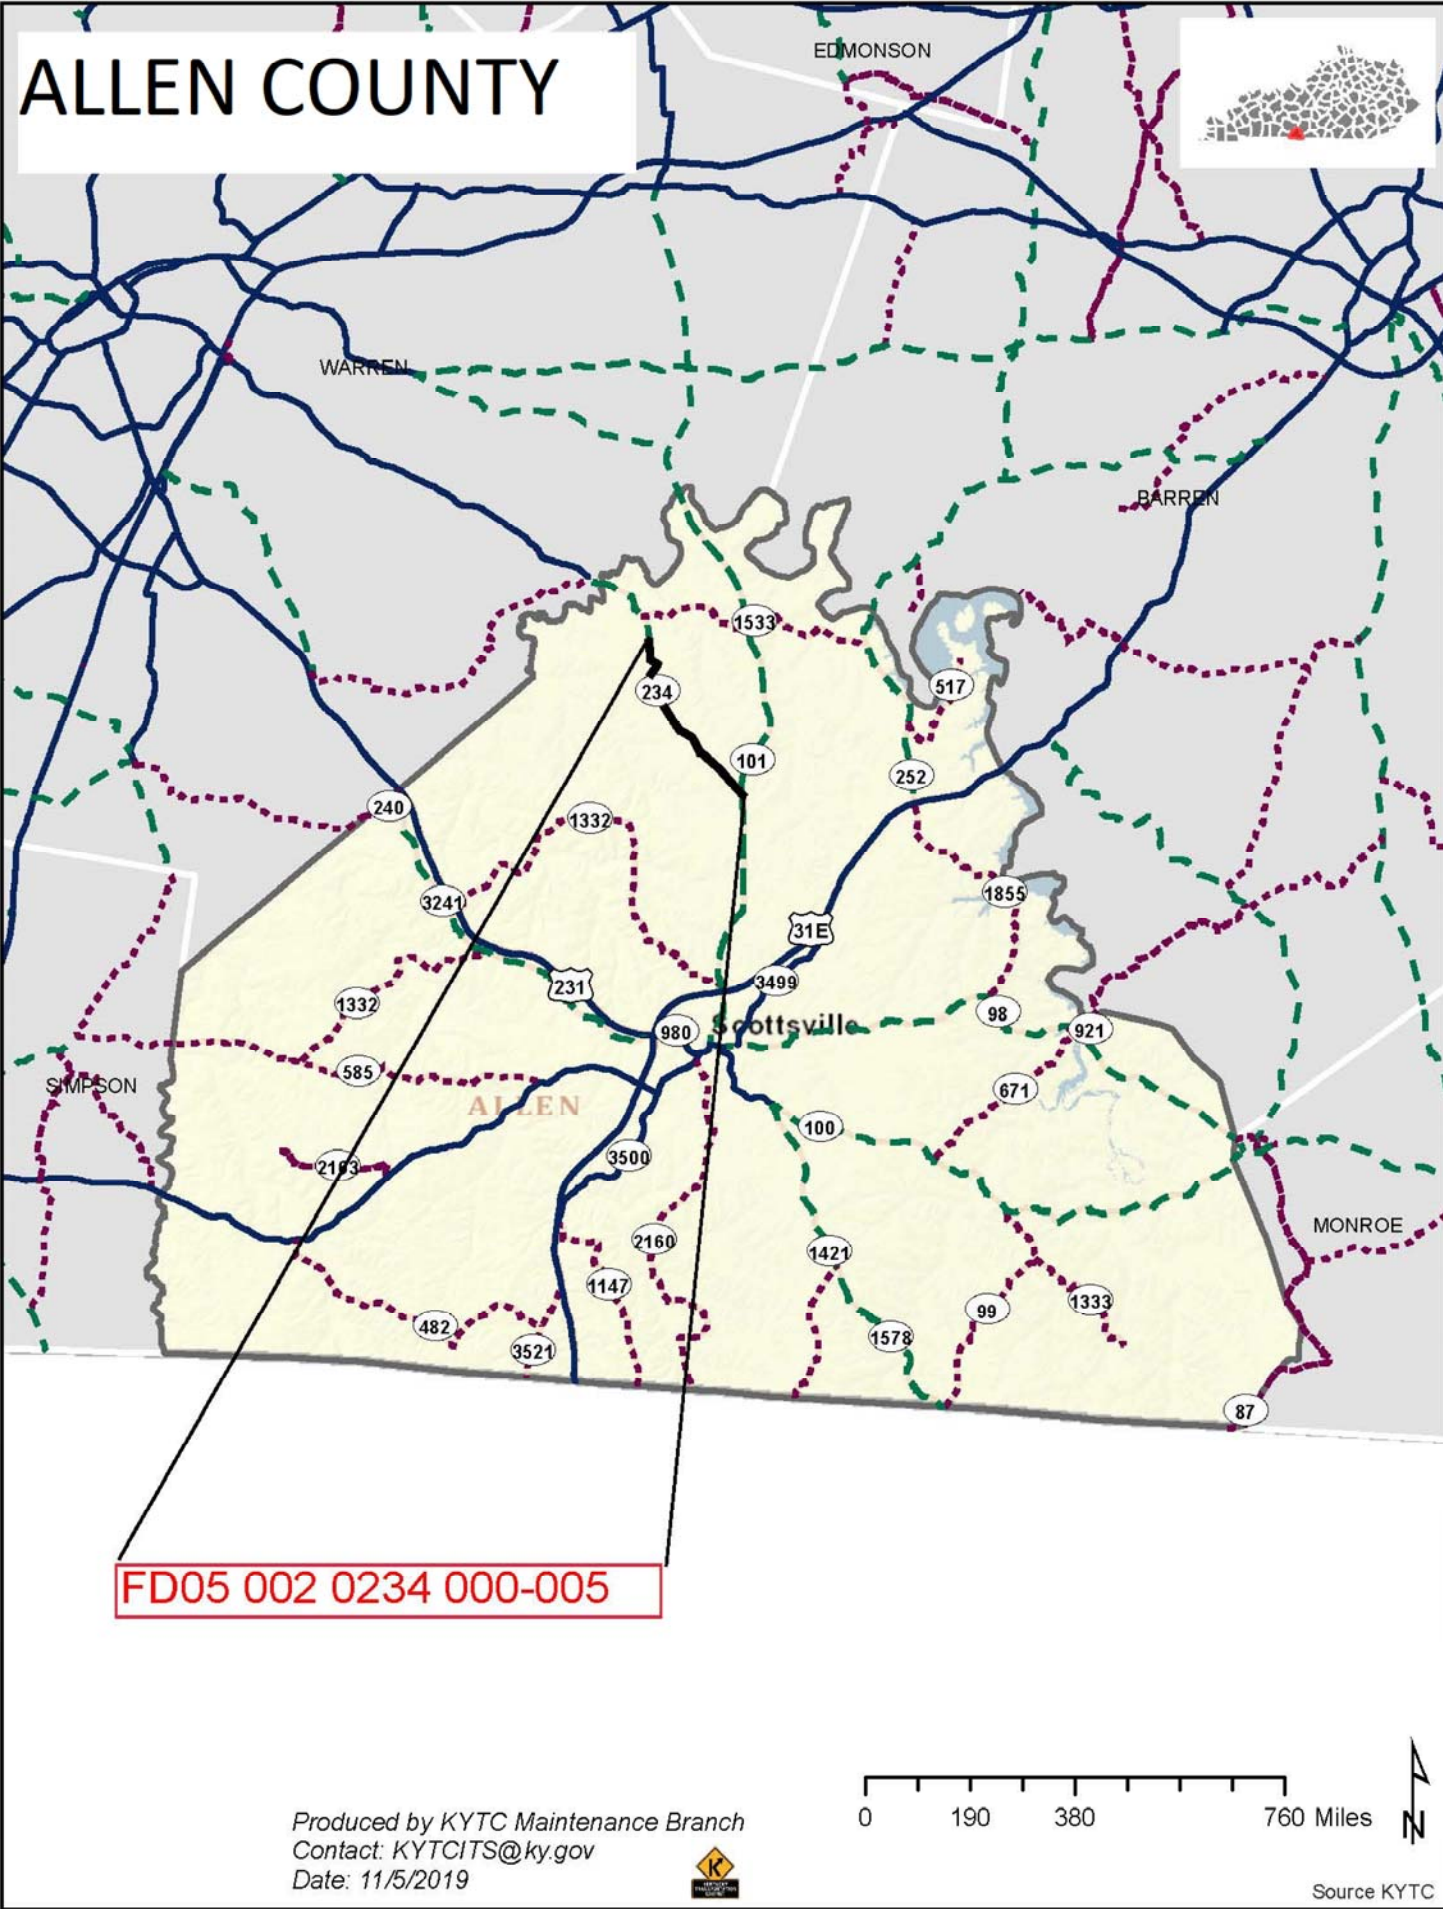 ALLEN COUNTY
EDMONSON
WARREN
BARREN
1533
517
234
101
252
240
1332
3241
1855
31E
231
3499
1332
98
980
Scottsville
921
585
SIMPSON
671
ALLEN
100
3500
2163
MONROE
2160
1421
1147
99
1333
482
1578
3521
87
FD05 002 0234 000-005
0 190 380 760 Miles
N
Produced by KYTC Maintenance Branch
Contact: KYTCITS@ky.gov
Date: 11/5/2019
Source KYTC